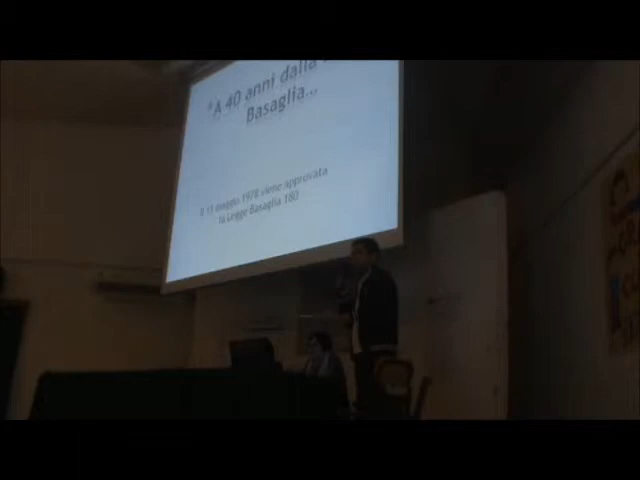 "A 40 anni dalla
Basaglia...
Il 13 maggio 1978 viene approvata
la Legge Basaglia 180